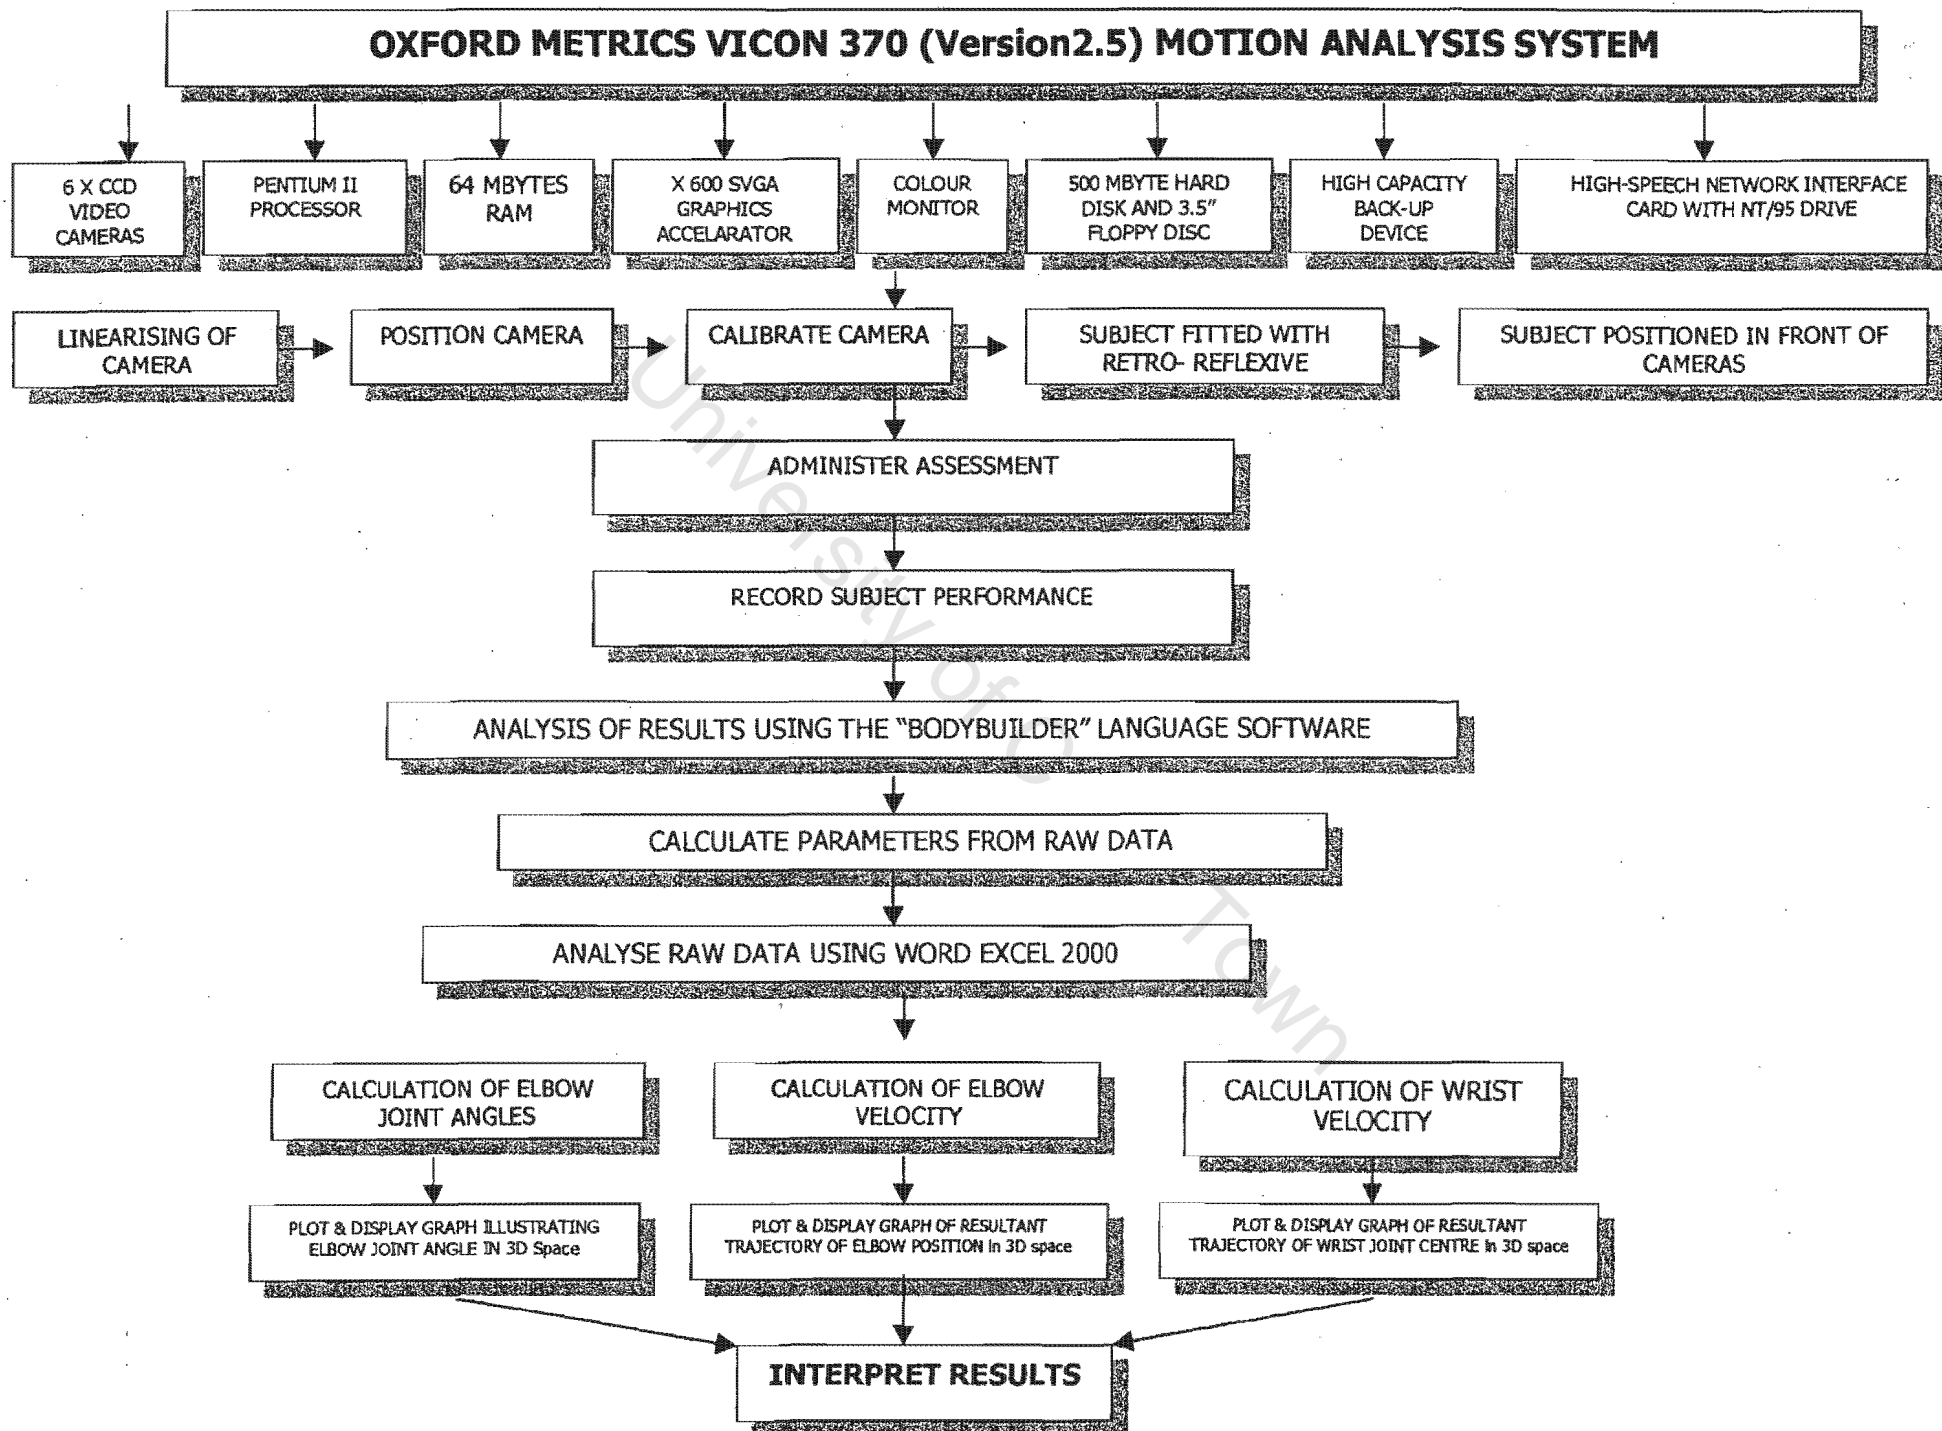 OXFORD METRICS VICON 370 (Version2.5) MOTION ANALYSIS SYSTEM
6 X CCD
VIDEO
CAMERAS
PENTIUM II
PROCESSOR
64 MBYTES
RAM
X 600 SVGA
GRAPHICS
ACCELARATOR
COLOUR
MONITOR
500 MBYTE HARD
DISK AND 3.5"
FLOPPY DISC
HIGH CAPACITY
BACK-UP
DEVICE
HIGH-SPEECH NETWORK INTERFACE
CARD WITH NT/95 DRIVE
LINEARISING OF
CAMERA
POSITION CAMERA
CALIBRATE CAMERA
SUBJECT FITTED WITH
RETRO- REFLEXIVE
SUBJECT POSITIONED IN FRONT OF
CAMERAS
ADMINISTER ASSESSMENT
RECORD SUBJECT PERFORMANCE
ANALYSIS OF RESULTS USING THE "BODYBUILDER" LANGUAGE SOFTWARE
CALCULATE PARAMETERS FROM RAW DATA
ANALYSE RAW DATA USING WORD EXCEL 2000
CALCULATION OF ELBOW
JOINT ANGLES
CALCULATION OF ELBOW
VELOCITY
CALCULATION OF WRIST
VELOCITY
PLOT & DISPLAY GRAPH ILLUSTRATING
ELBOW JOINT ANGLE IN 3D Space
PLOT & DISPLAY GRAPH OF RESULTANT
TRAJECTORY OF ELBOW POSITION in 3D space
PLOT & DISPLAY GRAPH OF RESULTANT
TRAJECTORY OF WRIST JOINT CENTRE in 3D space
INTERPRET RESULTS
University of C Town